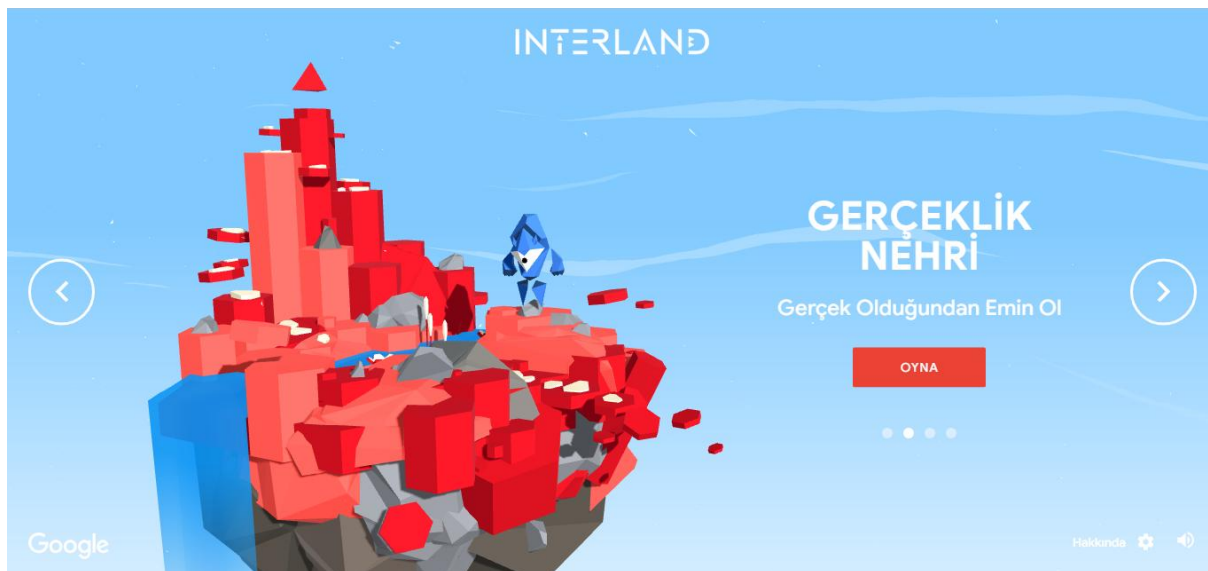 INTERLAND
GERÇEKLİK
NEHRİ
Gerçek Olduğundan Emin Ol
OYNA
Google
Hakkında